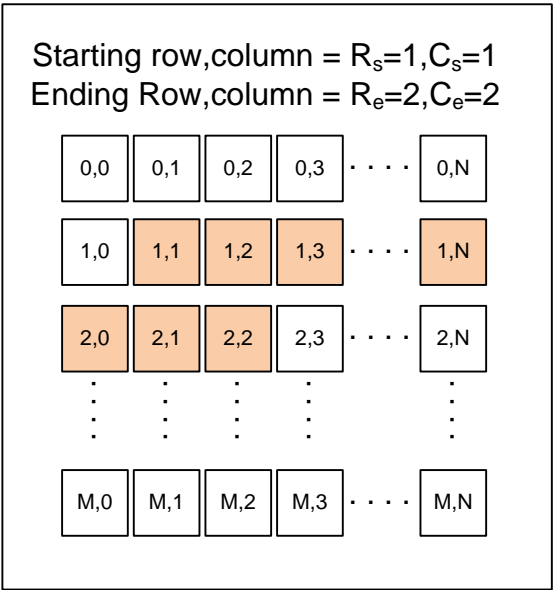 Starting row,column = Rs=1,Cs=1
Ending Row,column = Re=2,Ce=2
0,0 0,1 0,2 0,3 · · · · 0,N
1,0 1,1 1,2 1,3 · · · · 1,N
2,0 2,1 2,2 2,3 · · · · 2,N
M,0 M,1 M,2 M,3 · · · · M,N